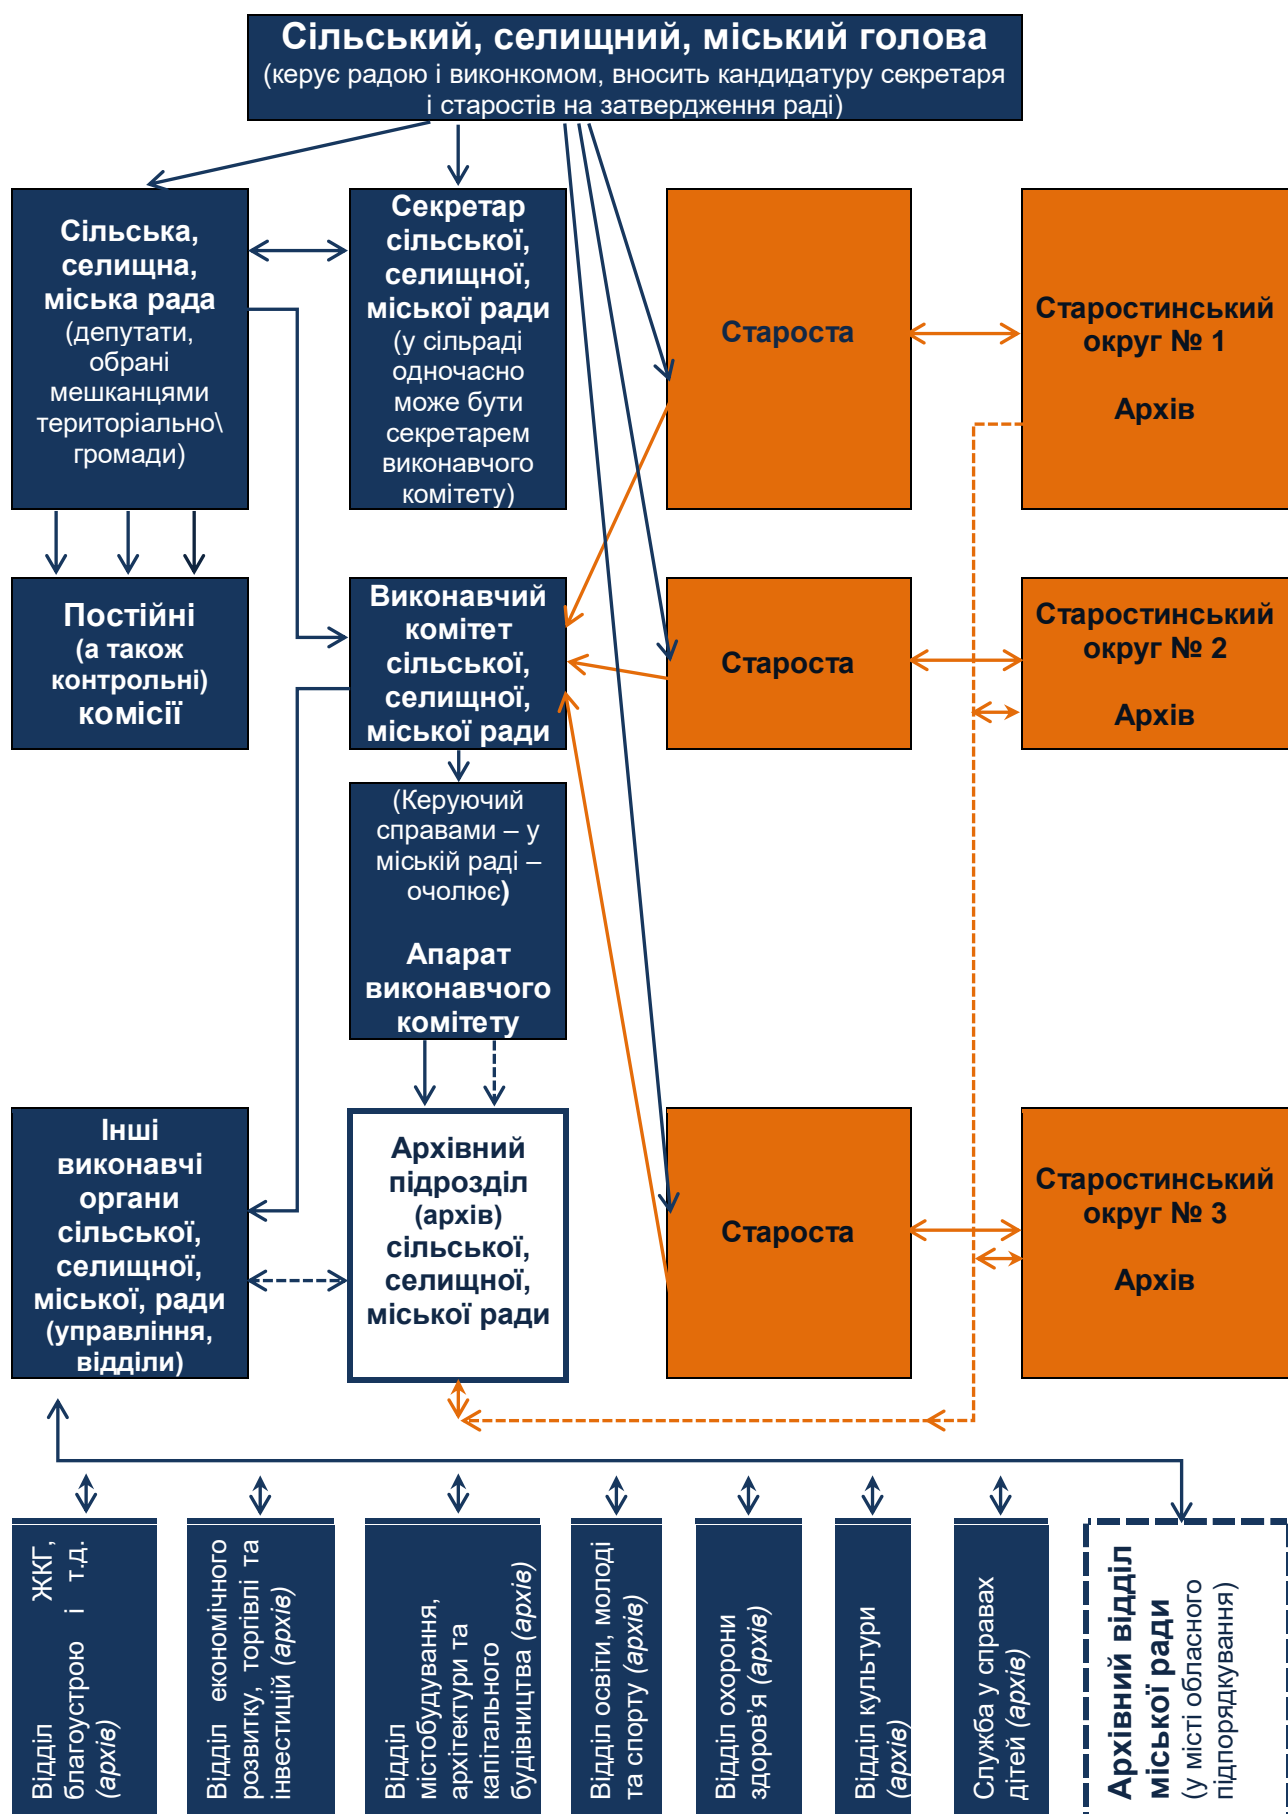 Сільський, селищний, міський голова
(керує радою і виконкомом, вносить кандидатуру секретаря
і старостів на затвердження раді)
Сільська,
селищна,
міська рада
(депутати,
обрані
мешканцями
територіально\
громади)
Секретар
сільської,
селищної,
міської ради
(у сільраді
одночасно
може бути
секретарем
виконавчого
комітету)
Староста
Старостинський
округ № 1
Архів
Постійні
(а також
контрольні)
комісії
Виконавчий
комітет
сільської,
селищної,
міської ради
Староста
Старостинський
округ № 2
Архів
(Керуючий
справами – у
міській раді –
очолює)
Апарат
виконавчого
комітету
Інші
виконавчі
органи
сільської,
селищної,
міської, ради
(управління,
відділи)
Архівний
підрозділ
(архів)
сільської,
селищної,
міської ради
Староста
Старостинський
округ № 3
Архів
Відділ ЖКГ,
благоустрою і т.д.
(архів)
Відділ економічного
розвитку, торгівлі та
інвестицій (архів)
Відділ
містобудування,
архітектури та
капітального
будівництва (архів)
Відділ освіти, молоді
та спорту (архів)
Відділ охорони
здоров’я (архів)
Відділ культури
(архів)
Служба у справах
дітей (архів)
Архівний відділ
міської ради
(у місті обласного
підпорядкування)